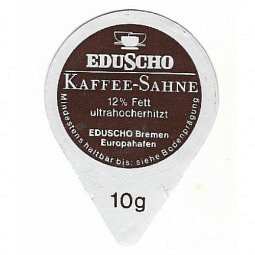 EDUSCHO
KAFFEE-SAHNE
12% Fett
ultrahocherhitzt
EDUSCHO Bremen
Europahafen
Mindestens haltbar bis: siehe Bodenprägung
10g